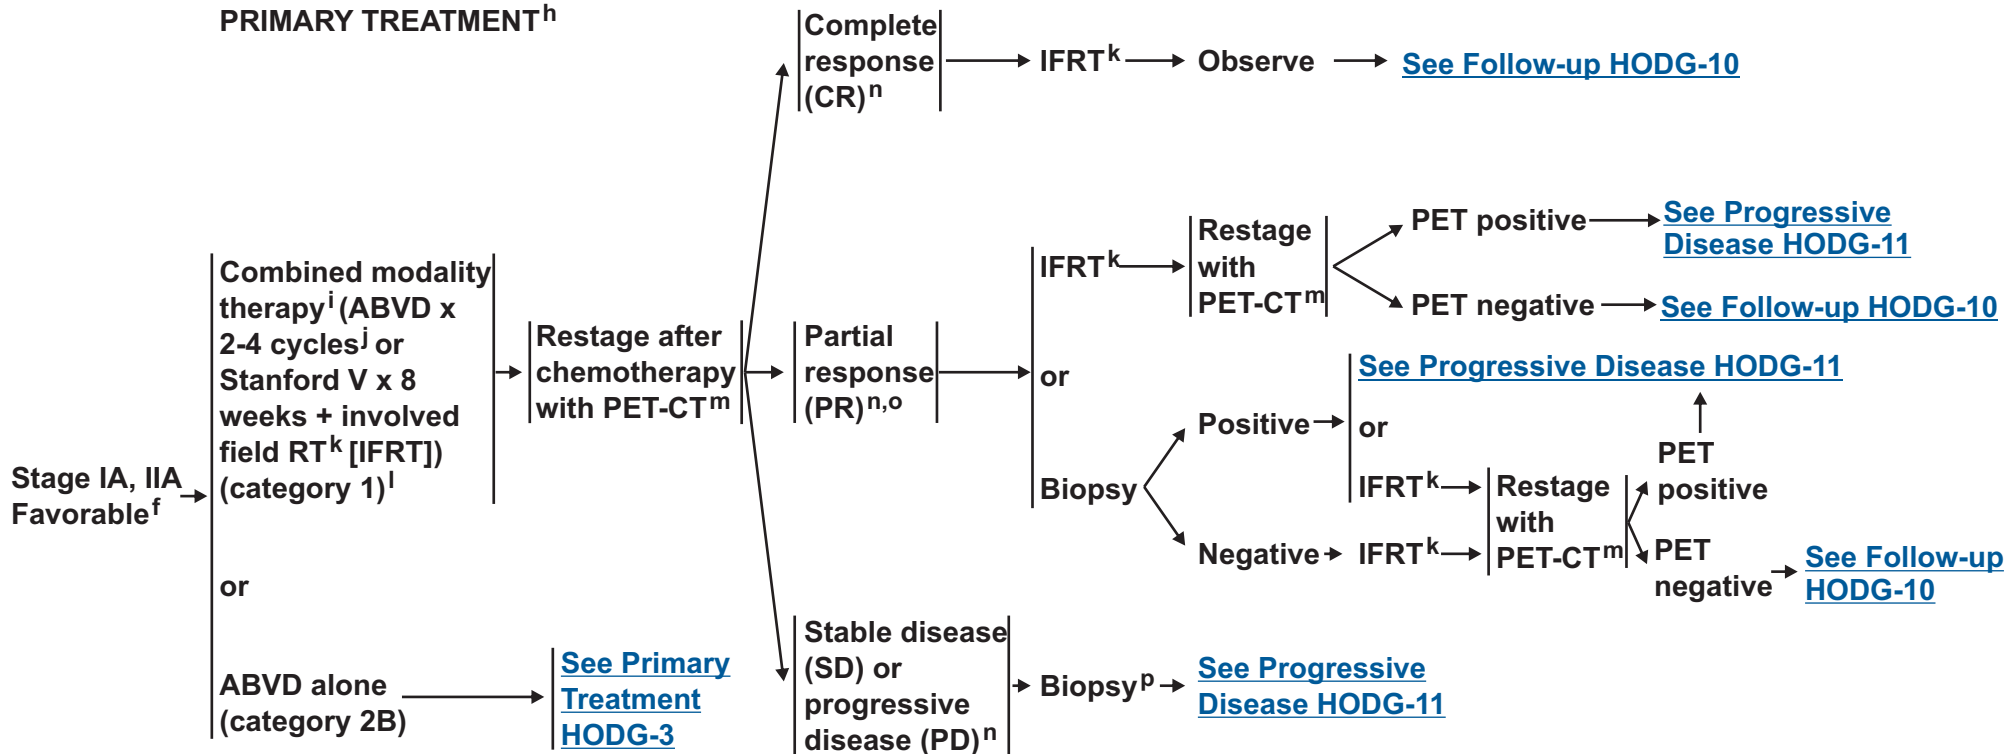 PRIMARY TREATMENTh
Complete
response
(CR)n
IFRTk
Observe
See Follow-up HODG-10
Stage IA, IIA
Favorablef
Combined modality
therapyi (ABVD x
2-4 cyclesj or
Stanford V x 8
weeks + involved
field RTk [IFRT])
(category 1)l
or
ABVD alone
(category 2B)
See Primary
Treatment
HODG-3
Restage after
chemotherapy
with PET-CTm
Partial
response
(PR)n,o
IFRTk
Restage
with
PET-CTm
PET positive
See Progressive
Disease HODG-11
PET negative
See Follow-up HODG-10
or
Biopsy
Positive
See Progressive Disease HODG-11
or
IFRTk
Negative
IFRTk
Restage
with
PET-CTm
PET
positive
PET
negative
See Follow-up
HODG-10
Stable disease
(SD) or
progressive
disease (PD)n
Biopsyp
See Progressive
Disease HODG-11